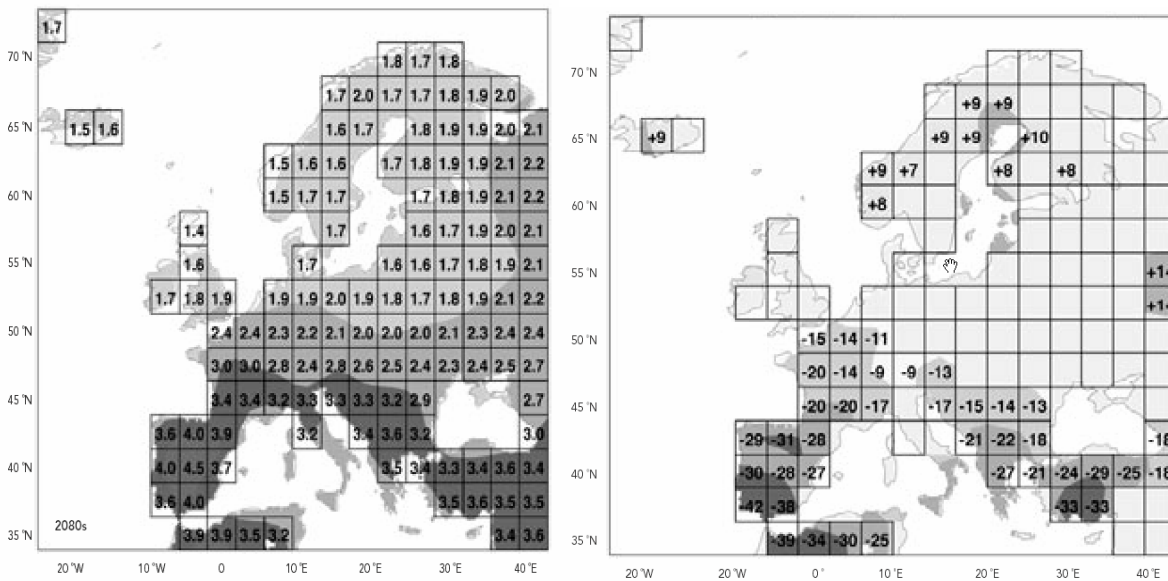 1.7
70 °N
1.8 1.7 1.8
1.7 2.0 1.7 1.7 1.8 1.9 2.0
65 °N
1.5 1.6
1.6 1.7 1.8 1.9 1.9 2.0 2.1
1.5 1.6 1.6 1.7 1.8 1.9 1.9 2.1 2.2
60 °N
1.5 1.7 1.7 1.7 1.8 1.9 2.1 2.2
1.4 1.7 1.6 1.7 1.9 2.0 2.1
55 °N
1.6 1.7 1.6 1.6 1.7 1.8 1.9 2.1
1.7 1.8 1.9 1.9 1.9 2.0 1.9 1.8 1.7 1.8 1.9 2.1 2.2
50 °N
2.4 2.4 2.3 2.2 2.1 2.0 2.0 2.0 2.1 2.3 2.4 2.4
3.0 3.0 2.8 2.4 2.8 2.6 2.5 2.4 2.3 2.4 2.5 2.7
45 °N
3.4 3.4 3.2 3.3 3.3 3.3 3.2 2.9 2.7
3.6 4.0 3.9 3.2 3.4 3.6 3.2 3.0
40 °N
4.0 4.5 3.7 3.5 3.4 3.3 3.4 3.6 3.4
3.6 4.0 3.5 3.6 3.5 3.5
2080s
35 °N
3.9 3.9 3.5 3.2 3.4 3.6
20 °W 10 °W 0 10 °E 20 °E 30 °E 40 °E
70 °N
+9 +9
65 °N
+9 +9 +9 +10
+9 +7 +8 +8
60 °N
+8
55 °N
+14
+14
50 °N
-15 -14 -11
-20 -14 -9 -9 -13
45 °N
-20 -20 -17 -17 -15 -14 -13
-29 -31 -28 -21 -22 -18 -18
40 °N
-30 -28 -27 -27 -21 -24 -29 -25 -18
-42 -38 -33 -33
35 °N
-39 -34 -30 -25
20 °W 10 °W 0 ° 10 °E 20 °E 30 °E 40 °E